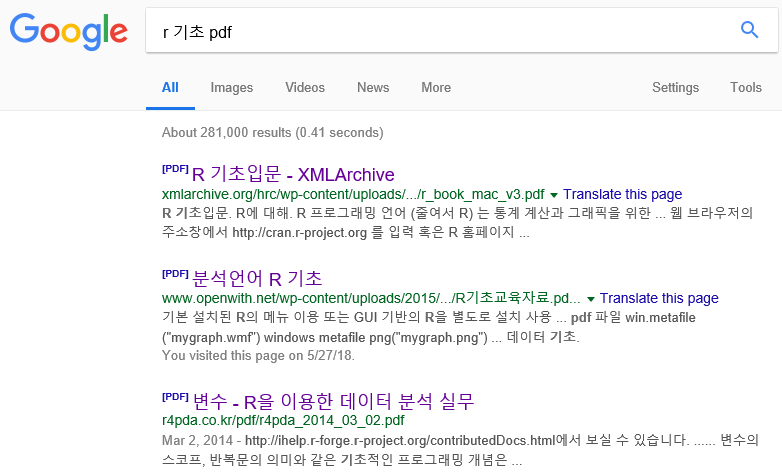 Google r 기초 pdf
All Images Videos News More Settings Tools
About 281,000 results (0.41 seconds)
[PDF] R 기초입문 - XMLArchive
xmlarchive.org/hrc/wp-content/uploads/.../r_book_mac_v3.pdf Translate this page
R 기초입문. R에 대해. R 프로그래밍 언어 (줄여서 R) 는 통계 계산과 그래픽을 위한 ... 웹 브라우저의
주소창에서 http://cran.r-project.org 를 입력 혹은 R 홈페이지 ...
[PDF] 분석언어 R 기초
www.openwith.net/wp-content/uploads/2015/.../R기초교육자료.pd... Translate this page
기본 설치된 R의 메뉴 이용 또는 GUI 기반의 R을 별도로 설치 사용 ... pdf 파일 win.metafile
("mygraph.wmf") windows metafile png("mygraph.png") ... 데이터 기초.
You visited this page on 5/27/18.
[PDF] 변수 - R을 이용한 데이터 분석 실무
r4pda.co.kr/pdf/r4pda_2014_03_02.pdf
Mar 2, 2014 - http://ihelp.r-forge.r-project.org/contributedDocs.html에서 보실 수 있습니다. ...... 변수의
스코프, 반복문의 의미와 같은 기초적인 프로그래밍 개념은 ...